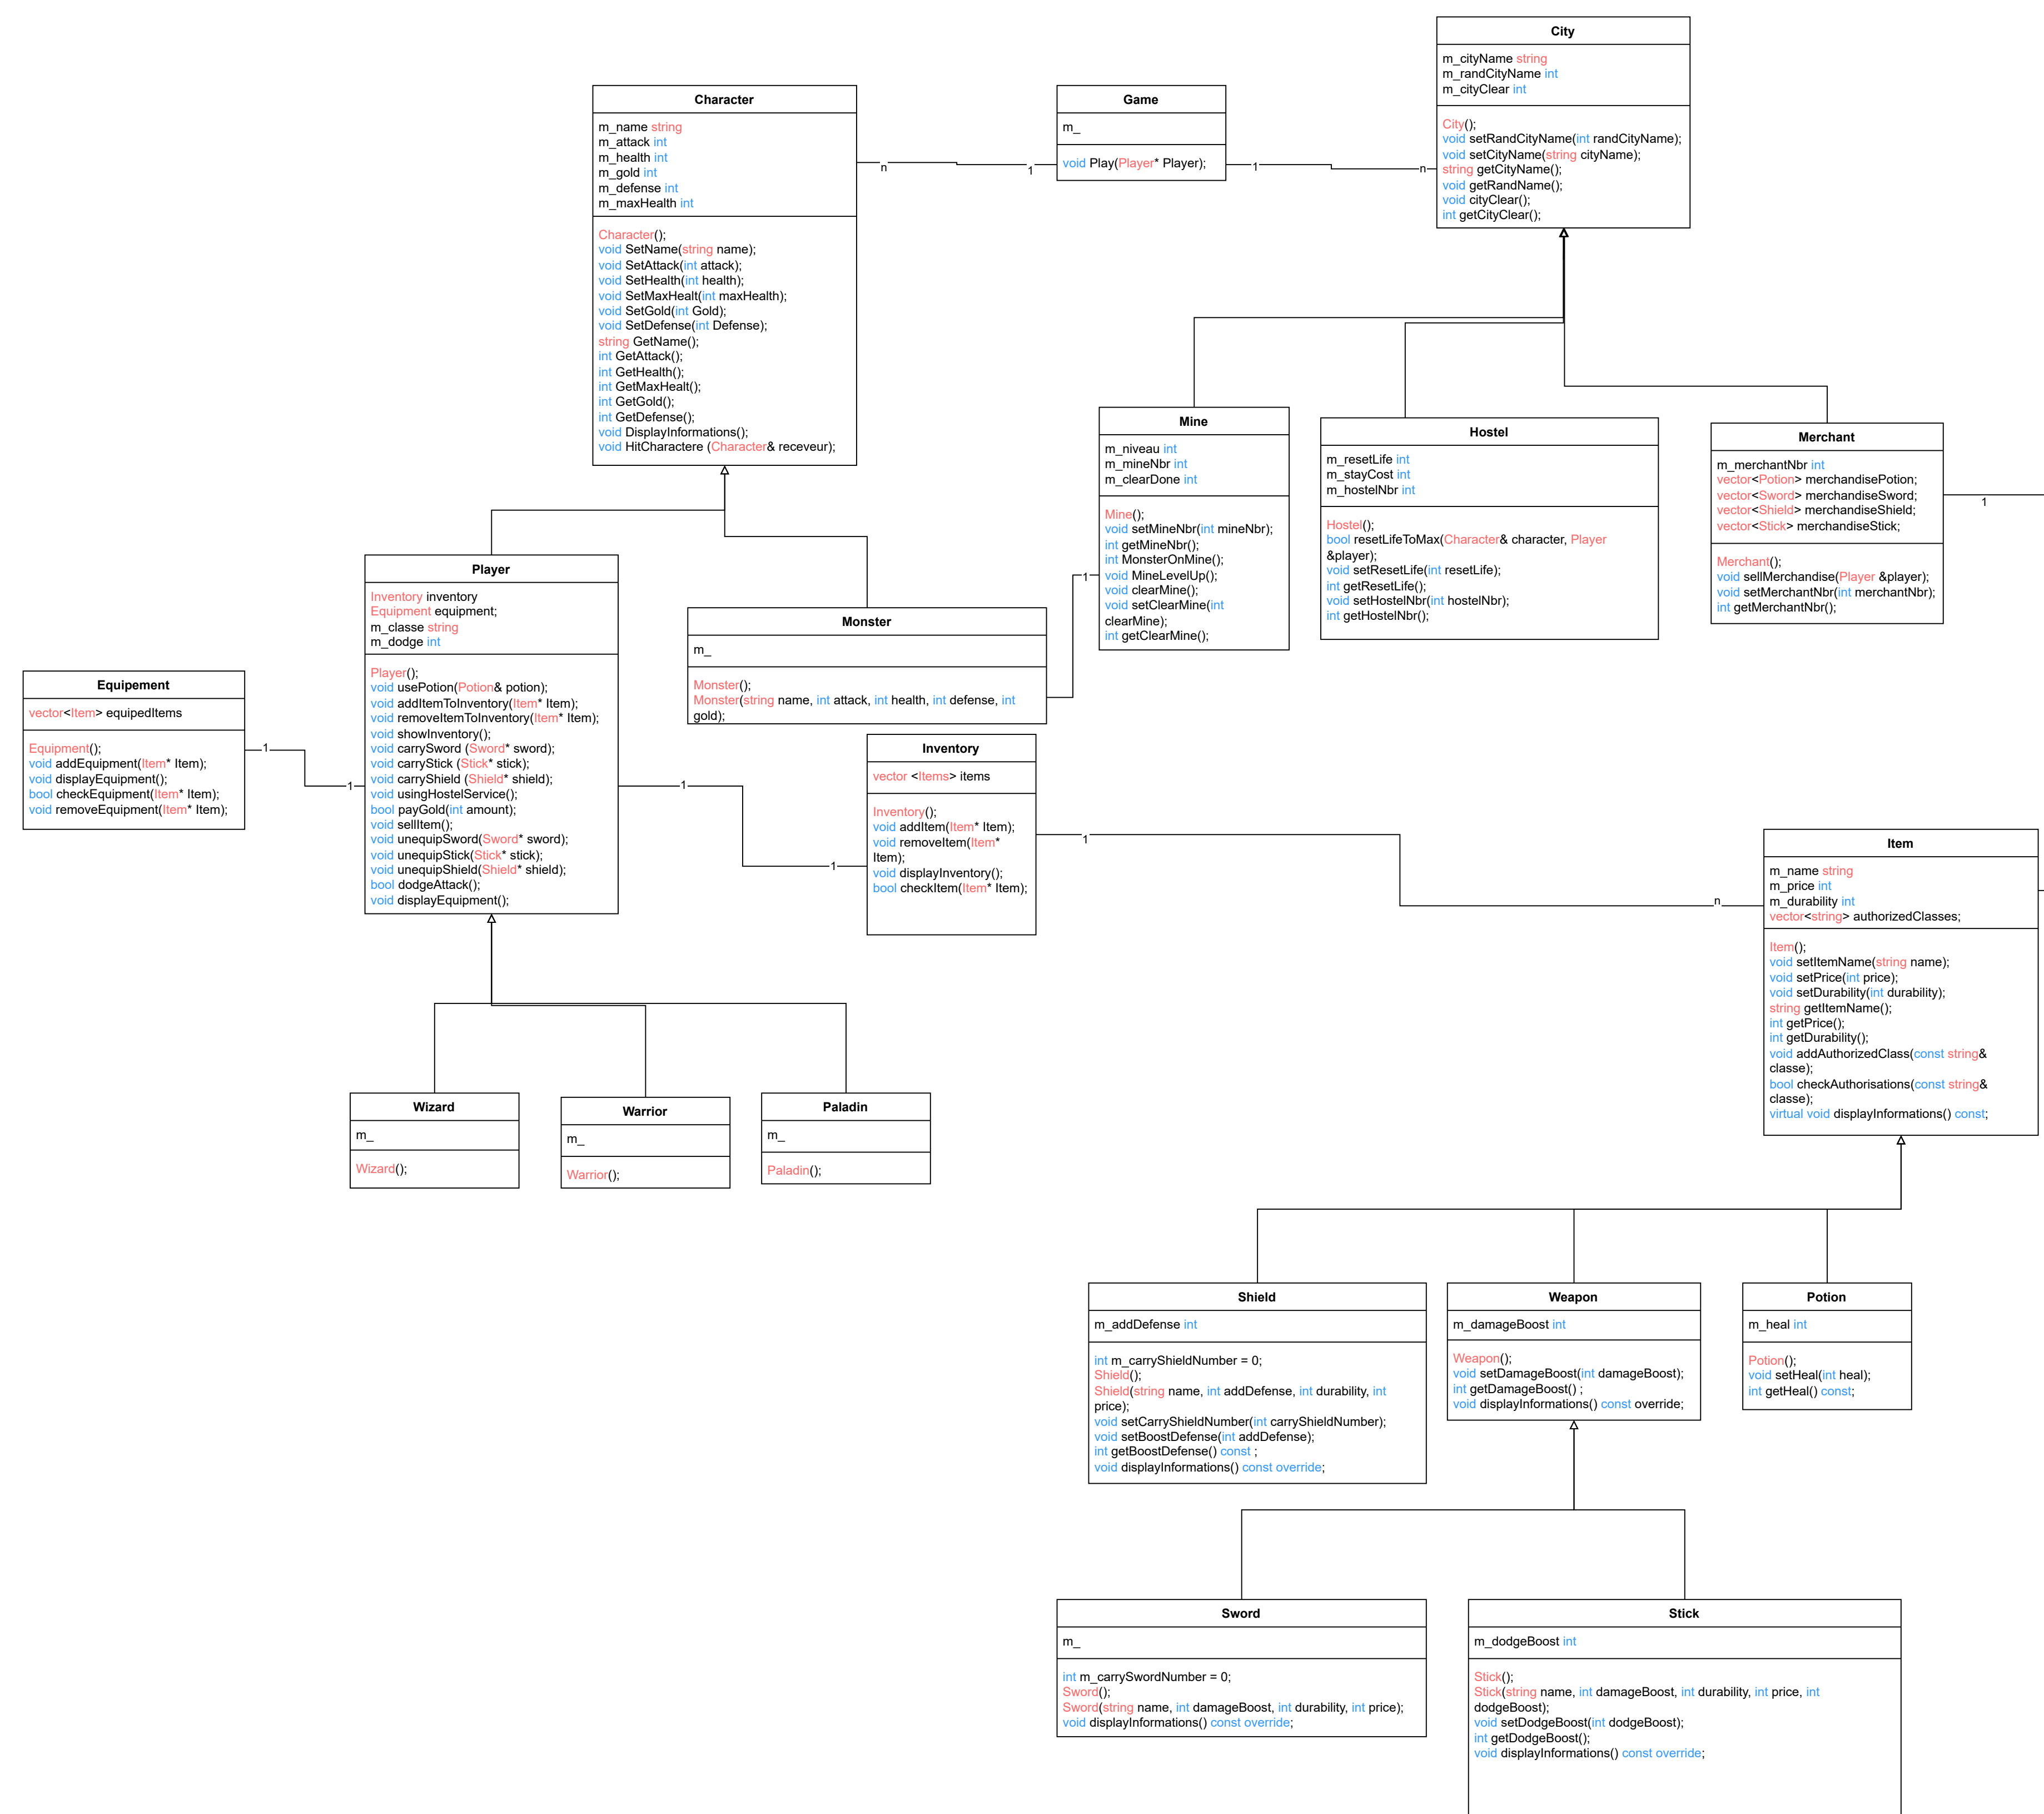 City
m_cityName string
m_randCityName int
m_cityClear int
City();
void setRandCityName(int randCityName);
void setCityName(string cityName);
string getCityName();
void getRandName();
void cityClear();
int getCityClear();
Character
m_name string
m_attack int
m_health int
m_gold int
m_defense int
m_maxHealth int
Character();
void SetName(string name);
void SetAttack(int attack);
void SetHealth(int health);
void SetMaxHealt(int maxHealth);
void SetGold(int Gold);
void SetDefense(int Defense);
string GetName();
int GetAttack();
int GetHealth();
int GetMaxHealt();
int GetGold();
int GetDefense();
void DisplayInformations();
void HitCharactere (Character& receveur);
n
1
Game
m_
void Play(Player* Player);
1
n
Mine
m_niveau int
m_mineNbr int
m_clearDone int
Mine();
void setMineNbr(int mineNbr);
int getMineNbr();
int MonsterOnMine();
void MineLevelUp();
void clearMine();
void setClearMine(int
clearMine);
int getClearMine();
1
Hostel
m_resetLife int
m_stayCost int
m_hostelNbr int
Hostel();
bool resetLifeToMax(Character& character, Player
&player);
void setResetLife(int resetLife);
int getResetLife();
void setHostelNbr(int hostelNbr);
int getHostelNbr();
Merchant
m_merchantNbr int
vector<Potion> merchandisePotion;
vector<Sword> merchandiseSword;
vector<Shield> merchandiseShield;
vector<Stick> merchandiseStick;
Merchant();
void sellMerchandise(Player &player);
void setMerchantNbr(int merchantNbr);
int getMerchantNbr();
1
Player
Inventory inventory
Equipment equipment;
m_classe string
m_dodge int
Player();
void usePotion(Potion& potion);
void addItemToInventory(Item* Item);
void removeItemToInventory(Item* Item);
void showInventory();
void carrySword (Sword* sword);
void carryStick (Stick* stick);
void carryShield (Shield* shield);
void usingHostelService();
bool payGold(int amount);
void sellItem();
void unequipSword(Sword* sword);
void unequipStick(Stick* stick);
void unequipShield(Shield* shield);
bool dodgeAttack();
void displayEquipment();
Monster
m_
Monster();
Monster(string name, int attack, int health, int defense, int
gold);
Equipement
vector<Item> equipedItems
Equipment();
void addEquipment(Item* Item);
void displayEquipment();
bool checkEquipment(Item* Item);
void removeEquipment(Item* Item);
1
1
1
1
Inventory
vector <Items> items
Inventory();
void addItem(Item* Item);
void removeItem(Item*
Item);
void displayInventory();
bool checkItem(Item* Item);
1
n
Item
m_name string
m_price int
m_durability int
vector<string> authorizedClasses;
Item();
void setItemName(string name);
void setPrice(int price);
void setDurability(int durability);
string getItemName();
int getPrice();
int getDurability();
void addAuthorizedClass(const string&
classe);
bool checkAuthorisations(const string&
classe);
virtual void displayInformations() const;
Wizard
m_
Wizard();
Warrior
m_
Warrior();
Paladin
m_
Paladin();
Shield
m_addDefense int
int m_carryShieldNumber = 0;
Shield();
Shield(string name, int addDefense, int durability, int
price);
void setCarryShieldNumber(int carryShieldNumber);
void setBoostDefense(int addDefense);
int getBoostDefense() const ;
void displayInformations() const override;
Weapon
m_damageBoost int
Weapon();
void setDamageBoost(int damageBoost);
int getDamageBoost() ;
void displayInformations() const override;
Potion
m_heal int
Potion();
void setHeal(int heal);
int getHeal() const;
Sword
m_
int m_carrySwordNumber = 0;
Sword();
Sword(string name, int damageBoost, int durability, int price);
void displayInformations() const override;
Stick
m_dodgeBoost int
Stick();
Stick(string name, int damageBoost, int durability, int price, int
dodgeBoost);
void setDodgeBoost(int dodgeBoost);
int getDodgeBoost();
void displayInformations() const override;